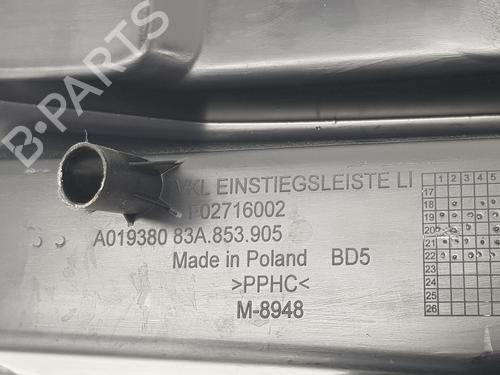 B-PARTS
VKL EINSTIEGSLEISTE LI
F02716002
A019380 83A.853.905
Made in Poland BD5
>PPHC<
M-8948
1 2 3 4 5
17
18
19
20
21
22
23
24
25
26